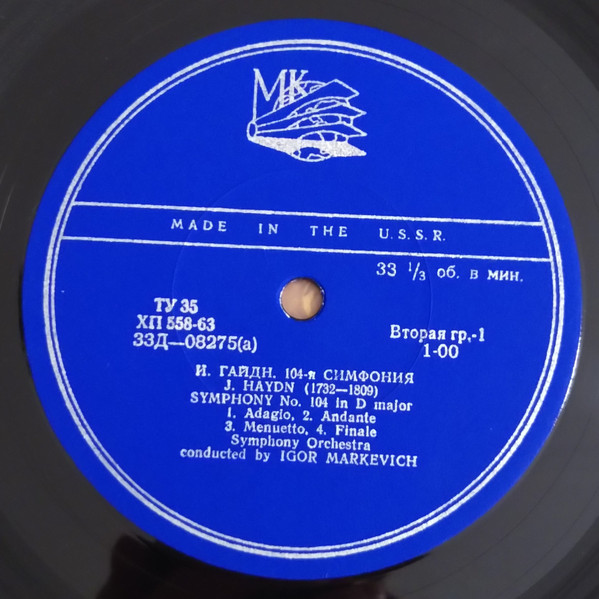 МК
MADE IN THE U.S.S.R.
33 1/3 об. в мин.
ТУ 35
ХП 558-63
33Д—08275(а)
Вторая гр.-1
1-00
И. ГАЙДН. 104-я СИМФОНИЯ
J. HAYDN (1732—1809)
SYMPHONY No. 104 in D major
1. Adagio, 2. Andante
3. Menuetto, 4. Finale
Symphony Orchestra
conducted by IGOR MARKEVICH